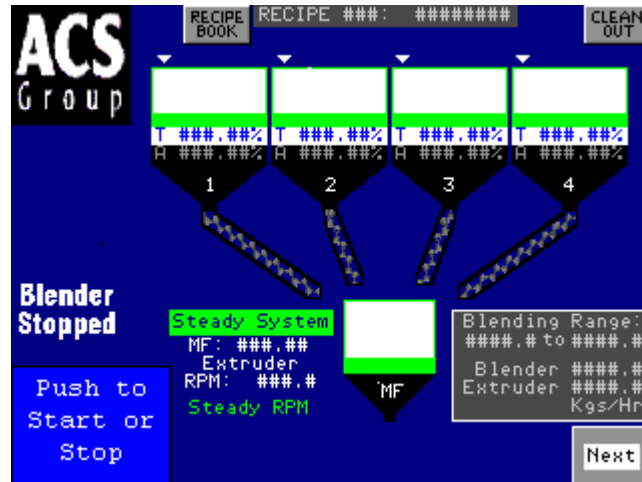 ACS
Group
RECIPE
BOOK
RECIPE ###: ########
CLEAN
OUT
T ###.##%
A ###.##%
1
T ###.##%
A ###.##%
2
T ###.##%
A ###.##%
3
T ###.##%
A ###.##%
4
Blender
Stopped
Steady System
MF: ###.##
Extruder
RPM: ###.#
Steady RPM
MF
Blending Range:
####.# to ####.#
Blender ####.#
Extruder ####.#
Kgs/Hr
Push to
Start or
Stop
Next